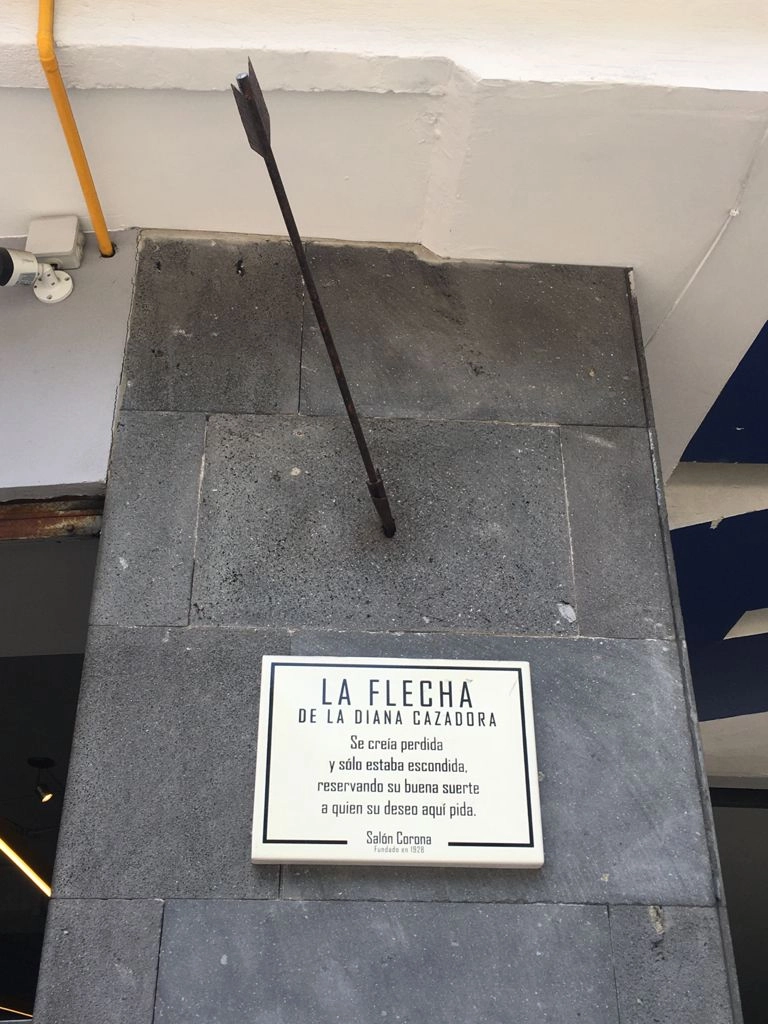 LA FLECHA
DE LA DIANA CAZADORA
Se creía perdida
y sólo estaba escondida,
reservando su buena suerte
a quien su deseo aquí pida.
Salón Corona
Fundado en 1928